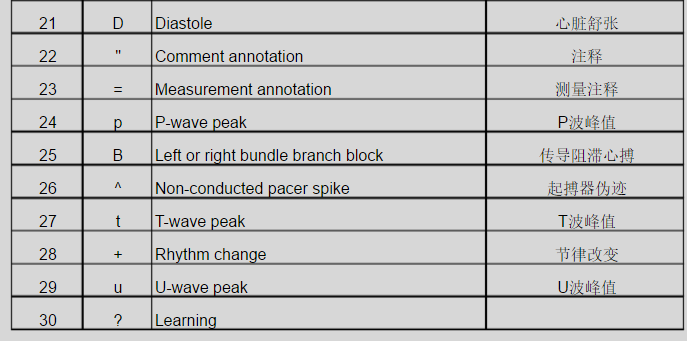 21 D Diastole 心脏舒张
22 " Comment annotation 注释
23 = Measurement annotation 测量注释
24 p P-wave peak P波峰值
25 B Left or right bundle branch block 传导阻滞心搏
26 ^ Non-conducted pacer spike 起搏器伪迹
27 t T-wave peak T波峰值
28 + Rhythm change 节律改变
29 u U-wave peak U波峰值
30 ? Learning